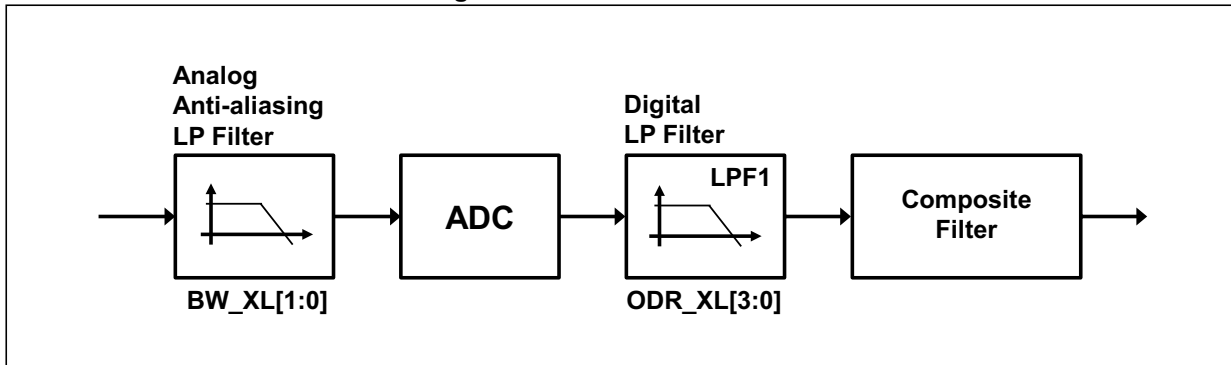 Analog
Anti-aliasing
LP Filter
ADC
Digital
LP Filter
LPF1
Composite
Filter
BW_XL[1:0]
ODR_XL[3:0]